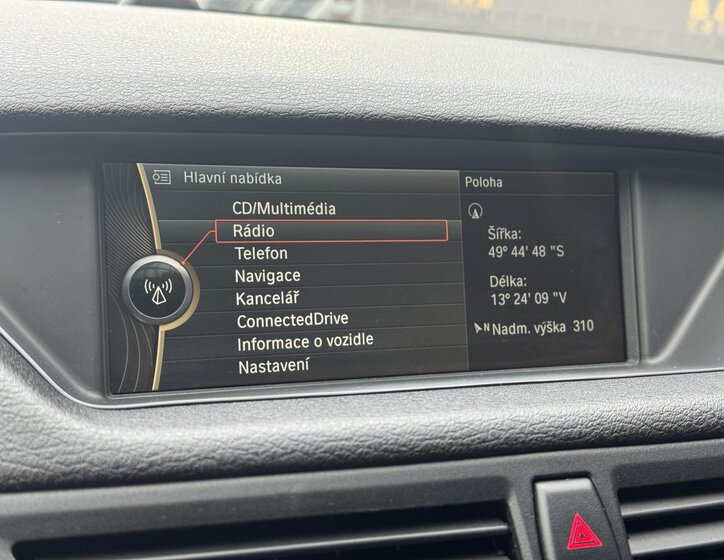 Hlavní nabídka
CD/Multimédia
Rádio
Telefon
Navigace
Kancelář
ConnectedDrive
Informace o vozidle
Nastavení
Poloha
Šířka:
49° 44' 48 "S
Délka:
13° 24' 09 "V
N Nadm. výška 310